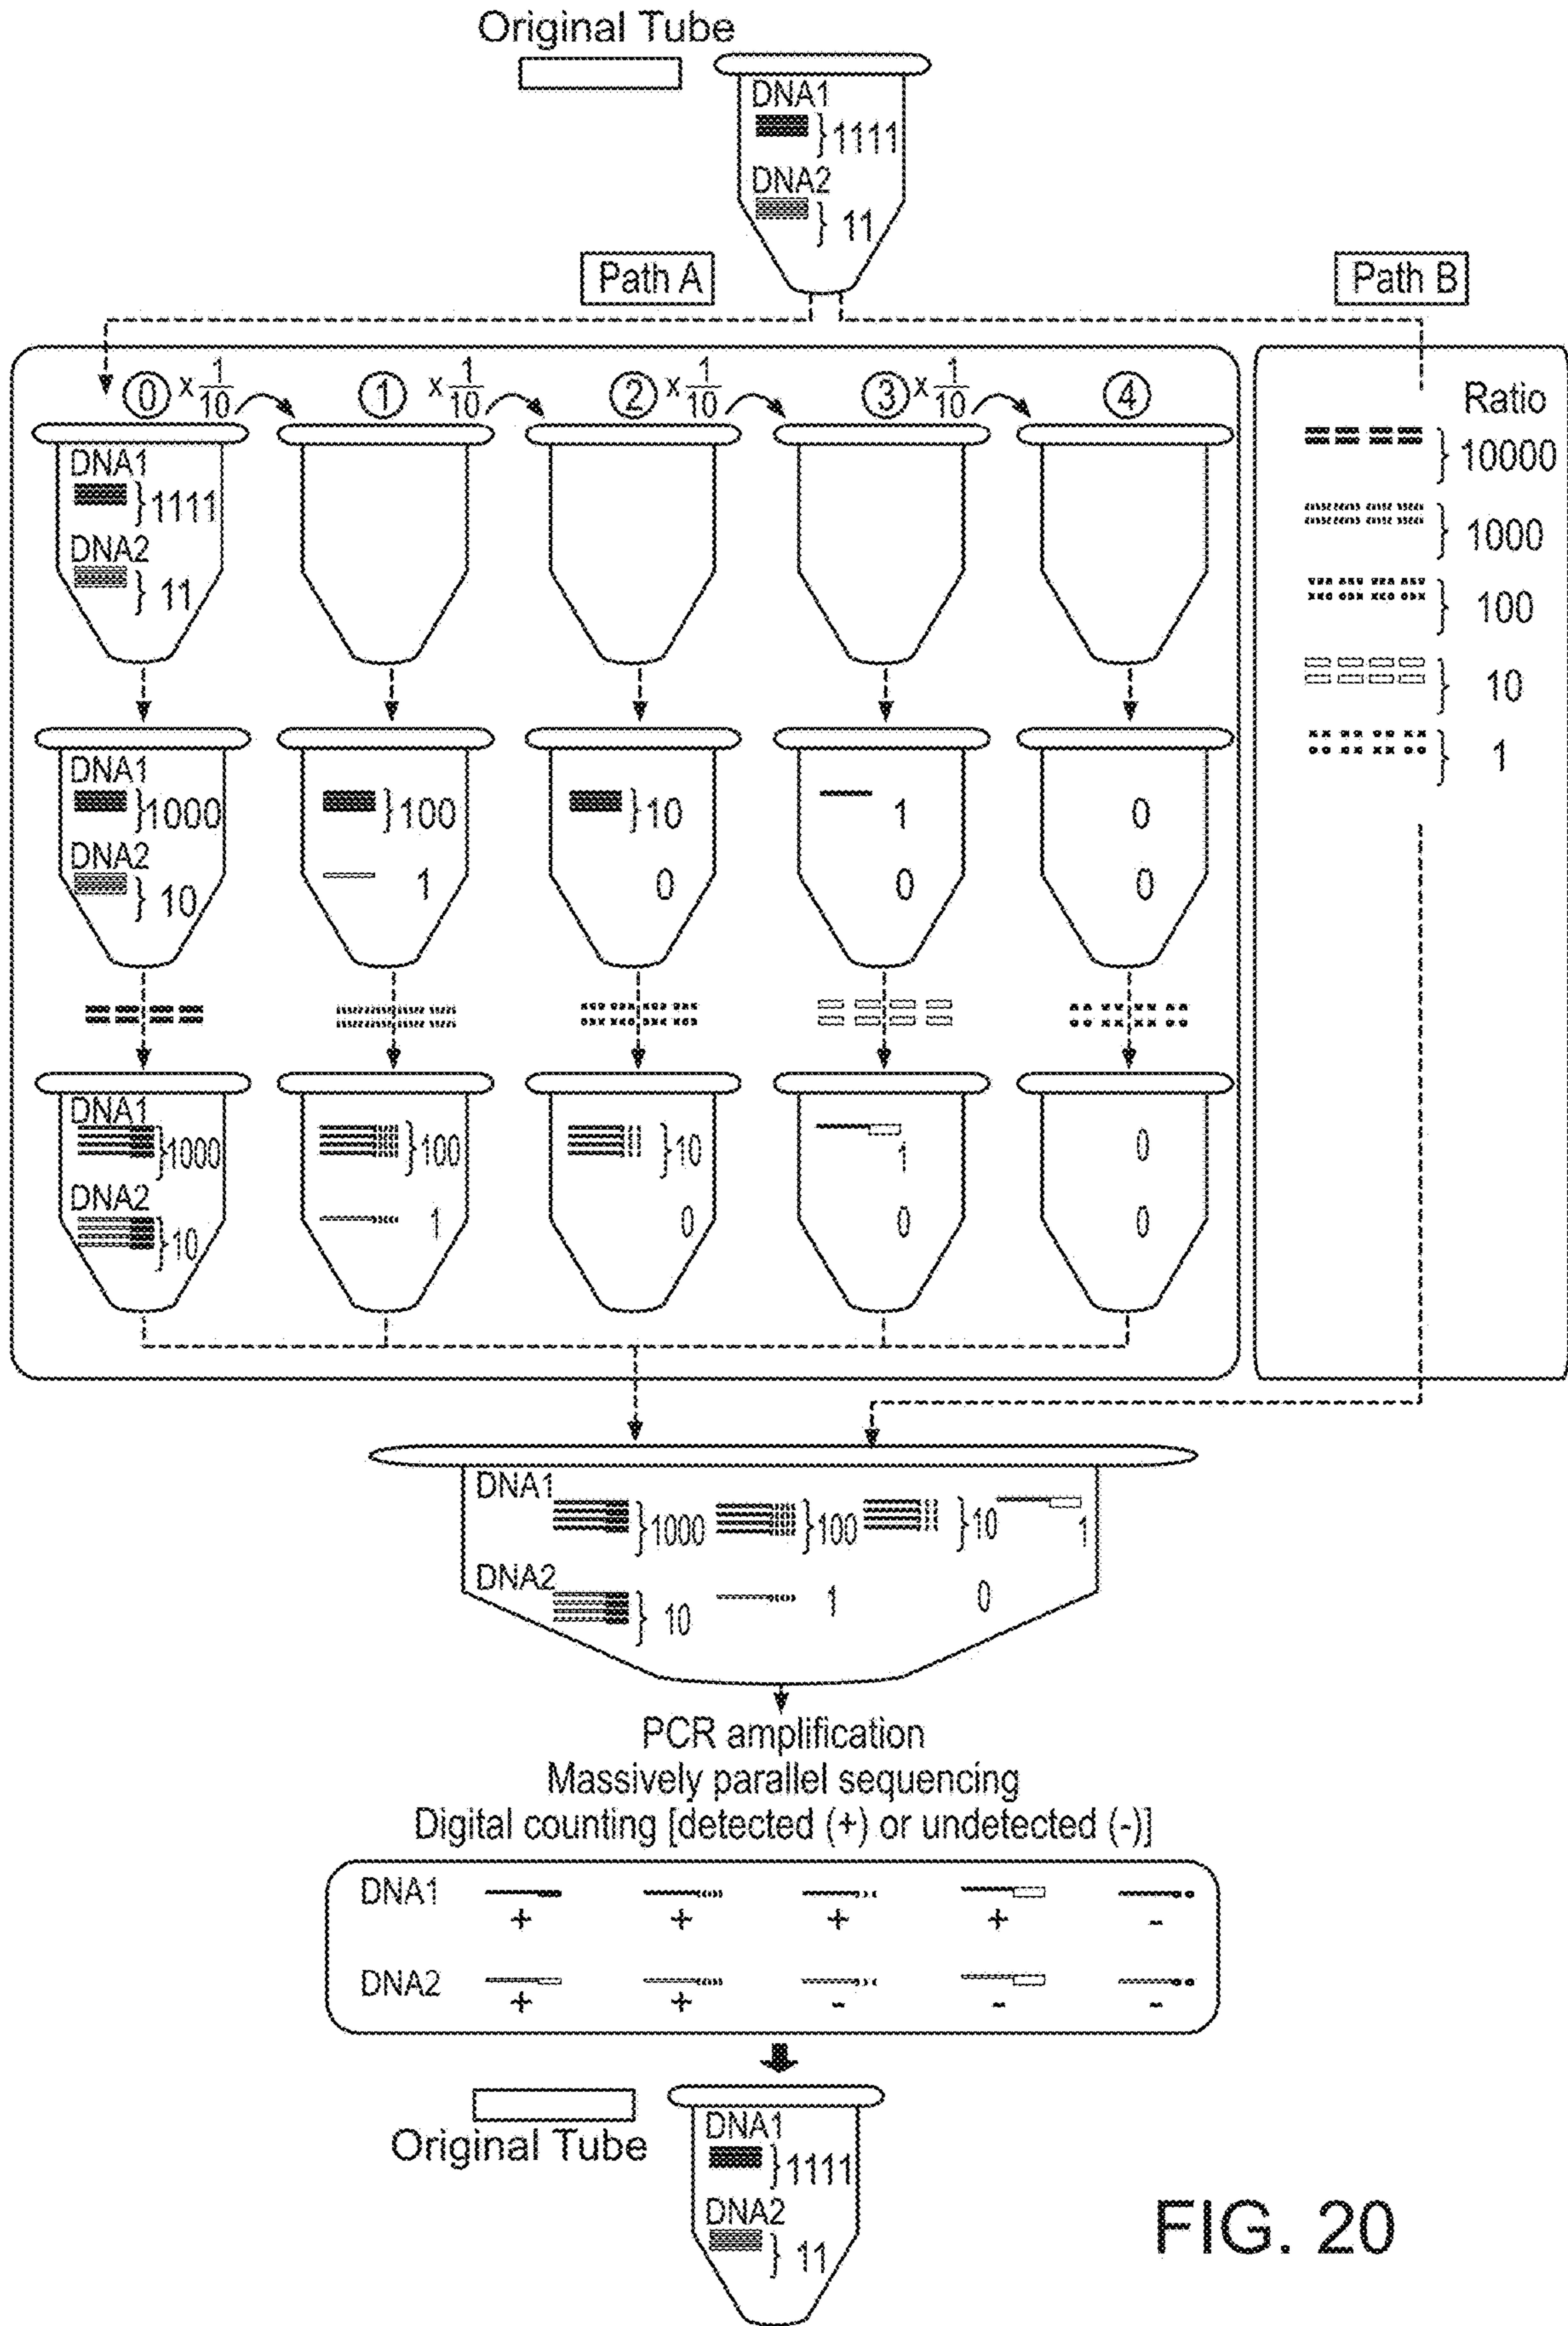 Original Tube
DNA1
1111
DNA2
11
Path A
Path B
0 x 1/10 1 x 1/10 2 x 1/10 3 x 1/10 4
Ratio
DNA1
1111
DNA2
11
10000
1000
100
10
1
DNA1
1000 100 10 1 0
DNA2
10 1 0 0 0
DNA1
1000 100 10 1 0
DNA2
10 1 0 0 0
DNA1
1000 100 10 1
DNA2
10 1 0
PCR amplification
Massively parallel sequencing
Digital counting [detected (+) or undetected (-)]
DNA1
+ + + + -
DNA2
+ + - - -
Original Tube
DNA1
1111
DNA2
11
FIG. 20